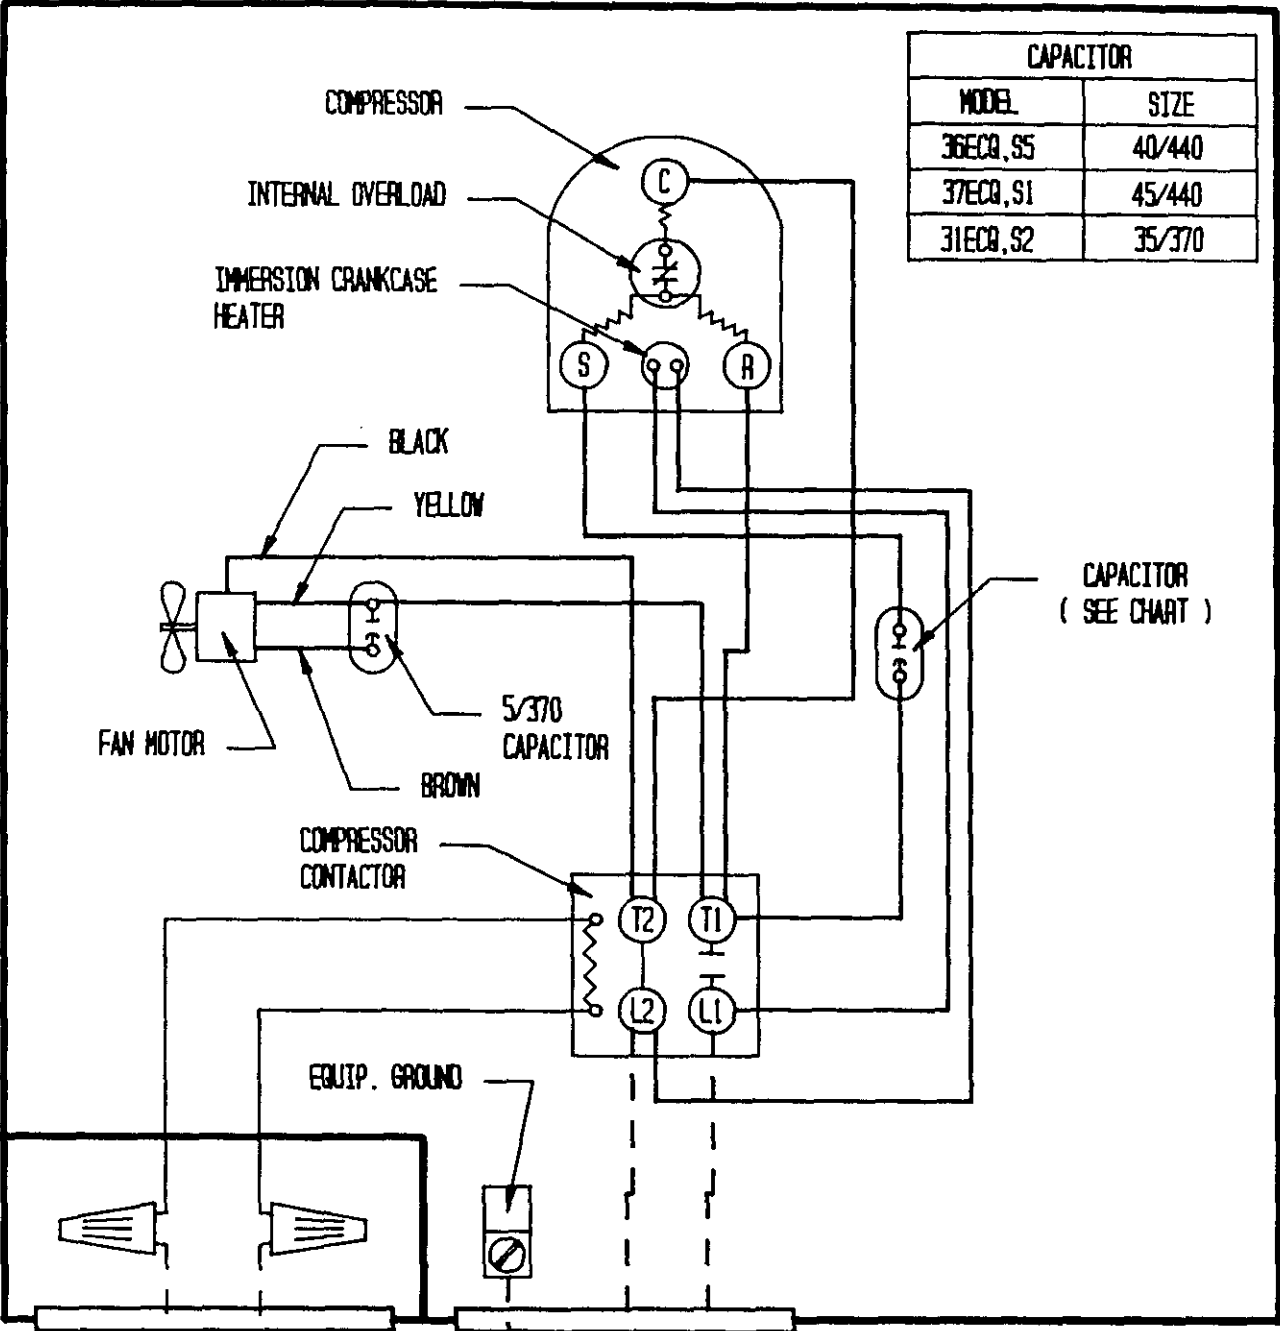 CAPACITOR
MODEL SIZE
36ECQ,S5 40/440
37ECQ,S1 45/440
31ECQ,S2 35/370
COMPRESSOR
C
INTERNAL OVERLOAD
IMMERSION CRANKCASE
HEATER
S
R
BLACK
YELLOW
CAPACITOR
( SEE CHART )
5/370
CAPACITOR
FAN MOTOR
BROWN
COMPRESSOR
CONTACTOR
T2 T1
L2 L1
EQUIP. GROUND